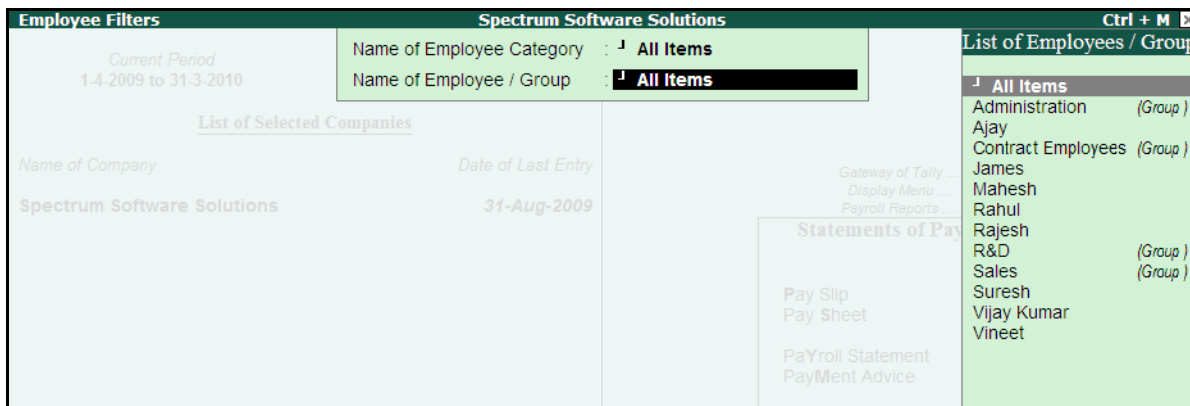 Employee Filters Spectrum Software Solutions Ctrl + M
Name of Employee Category : ┘ All Items
Name of Employee / Group : ┘ All Items
Current Period
1-4-2009 to 31-3-2010
List of Selected Companies
Name of Company Date of Last Entry
Spectrum Software Solutions 31-Aug-2009
Gateway of Tally ....
Display Menu ....
Payroll Reports ....
Statements of Pay
Pay Slip
Pay Sheet
PaYroll Statement
PayMent Advice
List of Employees / Group
┘ All Items
Administration (Group )
Ajay
Contract Employees (Group )
James
Mahesh
Rahul
Rajesh
R&D (Group )
Sales (Group )
Suresh
Vijay Kumar
Vineet